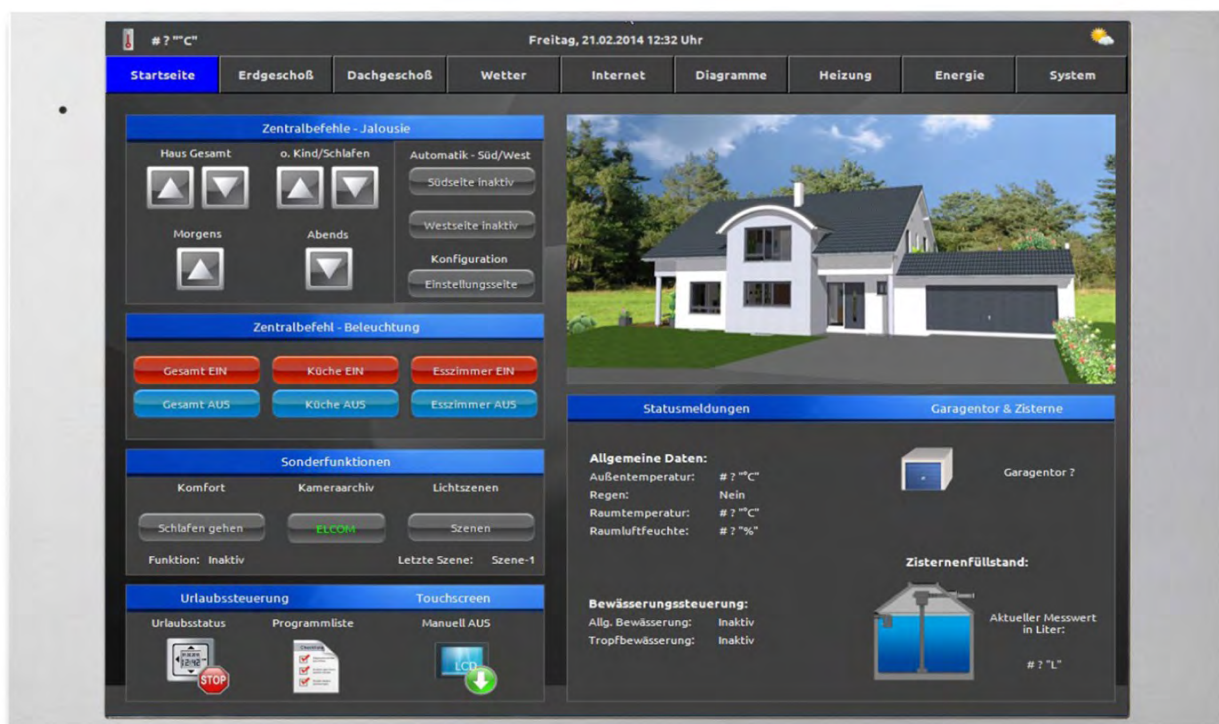 # ? ""°C"
Freitag, 21.02.2014 12:32 Uhr
Startseite Erdgeschoß Dachgeschoß Wetter Internet Diagramme Heizung Energie System
Zentralbefehle - Jalousie
Haus Gesamt o. Kind/Schlafen
Automatik - Süd/West
Südseite inaktiv
Westseite inaktiv
Morgens Abends
Konfiguration
Einstellungsseite
Zentralbefehl - Beleuchtung
Gesamt EIN Küche EIN Esszimmer EIN
Gesamt AUS Küche AUS Esszimmer AUS
Sonderfunktionen
Komfort Kameraarchiv Lichtszenen
Schlafen gehen ELCOM Szenen
Funktion: Inaktiv Letzte Szene: Szene-1
Urlaubssteuerung Touchscreen
Urlaubsstatus Programmliste Manuell AUS
STOP
LCD
Statusmeldungen Garagentor & Zisterne
Allgemeine Daten:
Außentemperatur: # ? ""°C"
Regen: Nein
Raumtemperatur: # ? ""°C"
Raumluftfeuchte: # ? "%"
Garagentor ?
Bewässerungssteuerung:
Allg. Bewässerung: Inaktiv
Tropfbewässerung: Inaktiv
Zisternenfüllstand:
Aktueller Messwert
in Liter:
# ? "L"